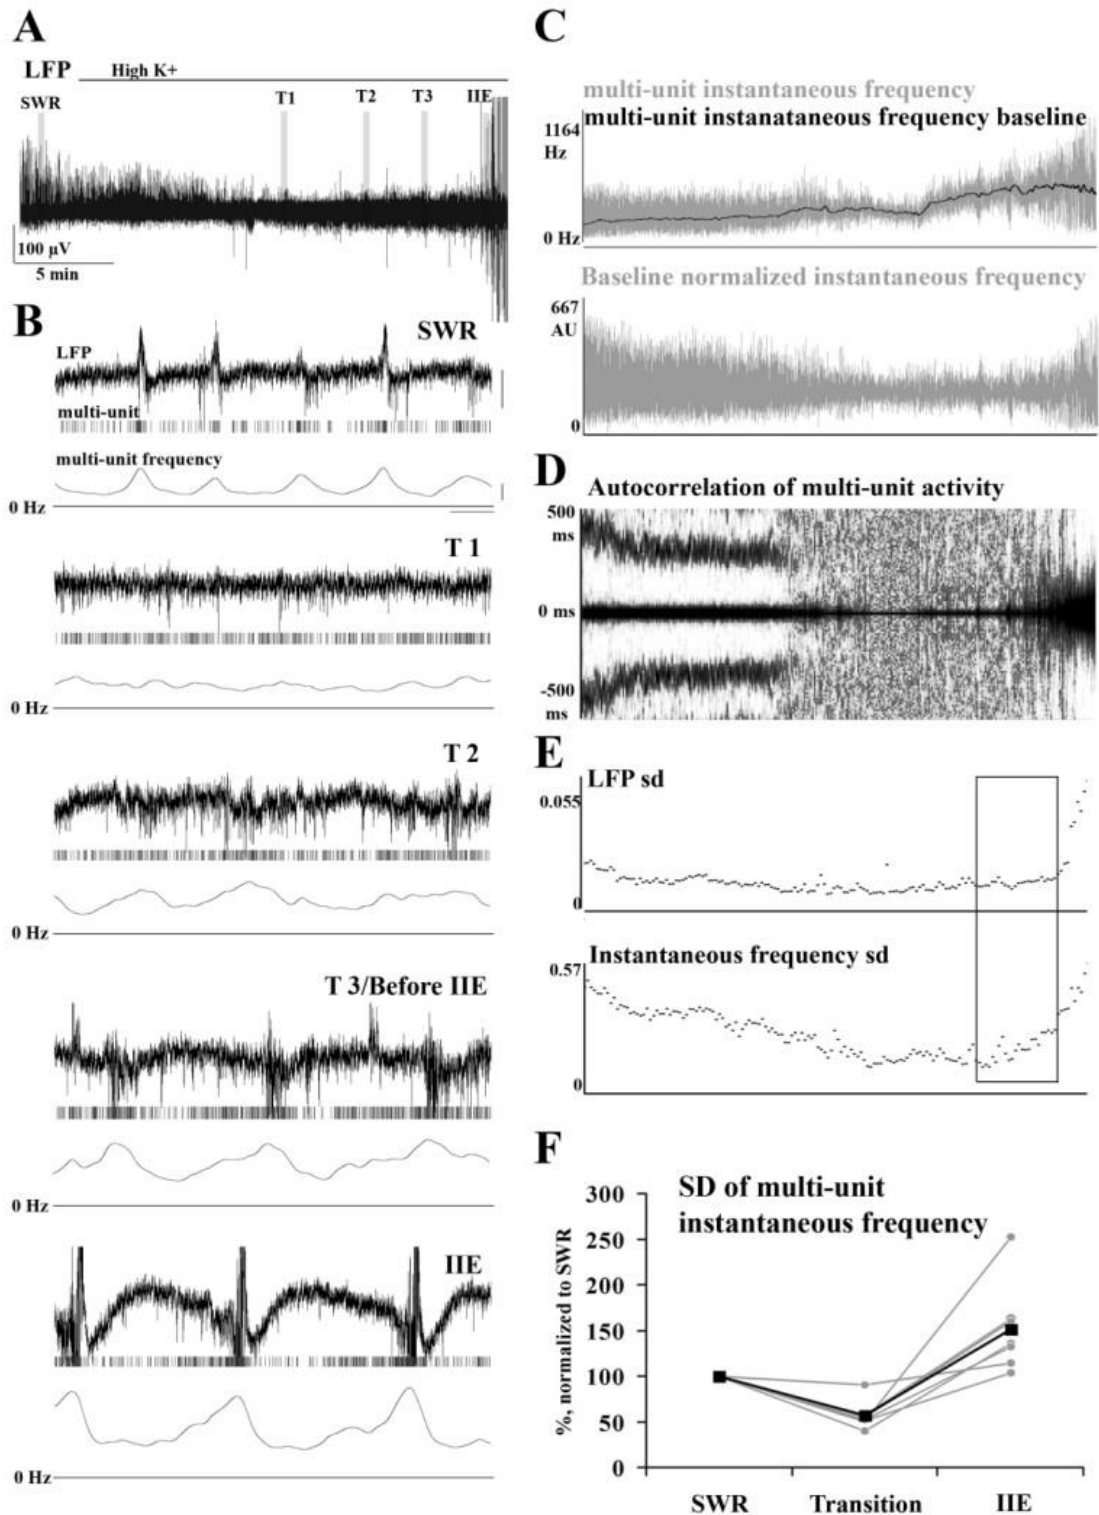 A
LFP
High K+
SWR
T1
T2
T3
IIE
100 µV
5 min
B
SWR
LFP
multi-unit
multi-unit frequency
0 Hz
T 1
0 Hz
T 2
0 Hz
T 3/Before IIE
0 Hz
IIE
0 Hz
C
multi-unit instantaneous frequency
multi-unit instanataneous frequency baseline
1164
Hz
0 Hz
Baseline normalized instantaneous frequency
667
AU
0
D
Autocorrelation of multi-unit activity
500
ms
0 ms
-500
ms
E
LFP sd
0.055
0
Instantaneous frequency sd
0.57
0
F
SD of multi-unit
instantaneous frequency
%, normalized to SWR
300
250
200
150
100
50
0
SWR
Transition
IIE